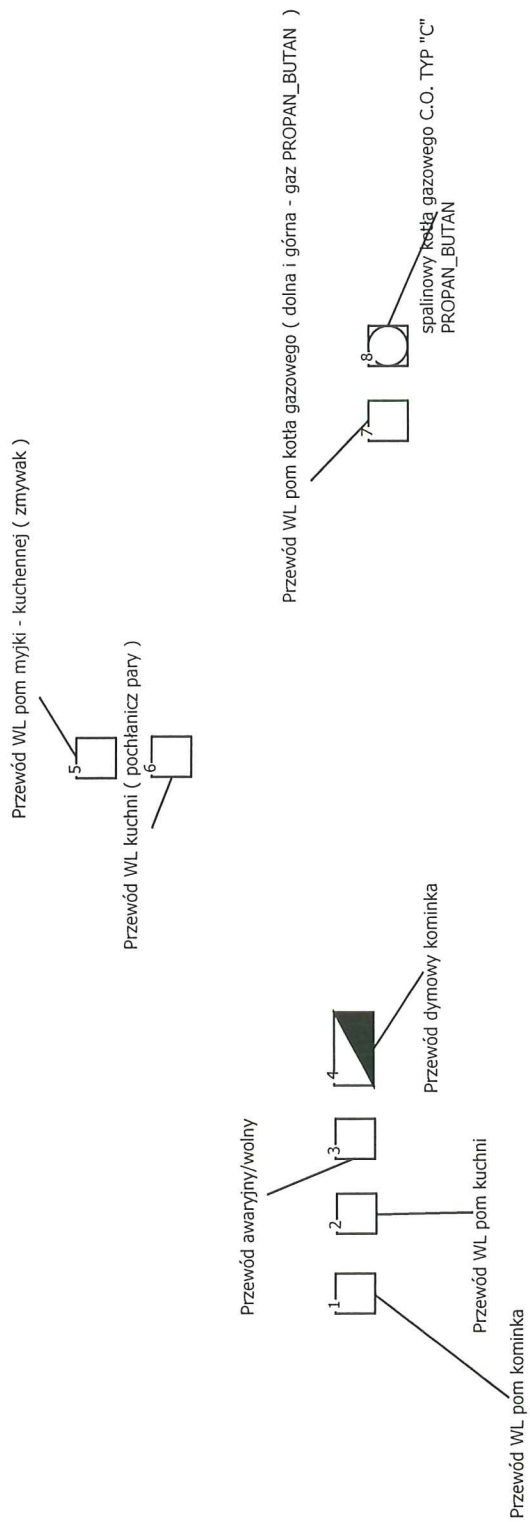 Przewód WL pom myjki - kuchennej ( zmywak )
5
Przewód WL kuchni ( pochłanicz pary )
6
Przewód WL pom kotła gazowego ( dolna i górna - gaz PROPAN_BUTAN )
7
8
spalinowy kotła gazowego C.O. TYP "C"
PROPAN_BUTAN
Przewód awaryjny/wolny
1
2
3
4
Przewód dymowy kominka
Przewód WL pom kuchni
Przewód WL pom kominka